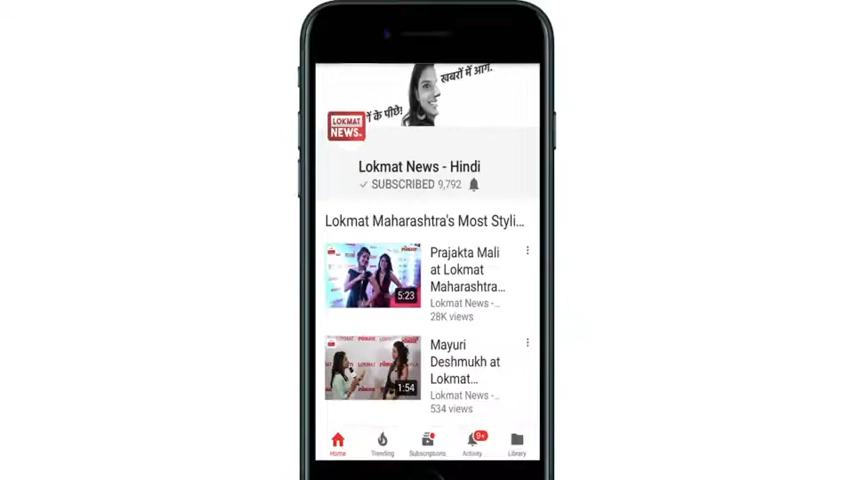 खबरों में आग.
ों के पीछे!
LOKMAT
NEWS
Lokmat News - Hindi
SUBSCRIBED 9,792
Lokmat Maharashtra's Most Styli...
5:23
Prajakta Mali
at Lokmat
Maharashtra...
Lokmat News -...
28K views
LOKMAT
1:54
Mayuri
Deshmukh at
Lokmat...
Lokmat News -...
534 views
9+
Home
Trending
Subscriptions
Activity
Library